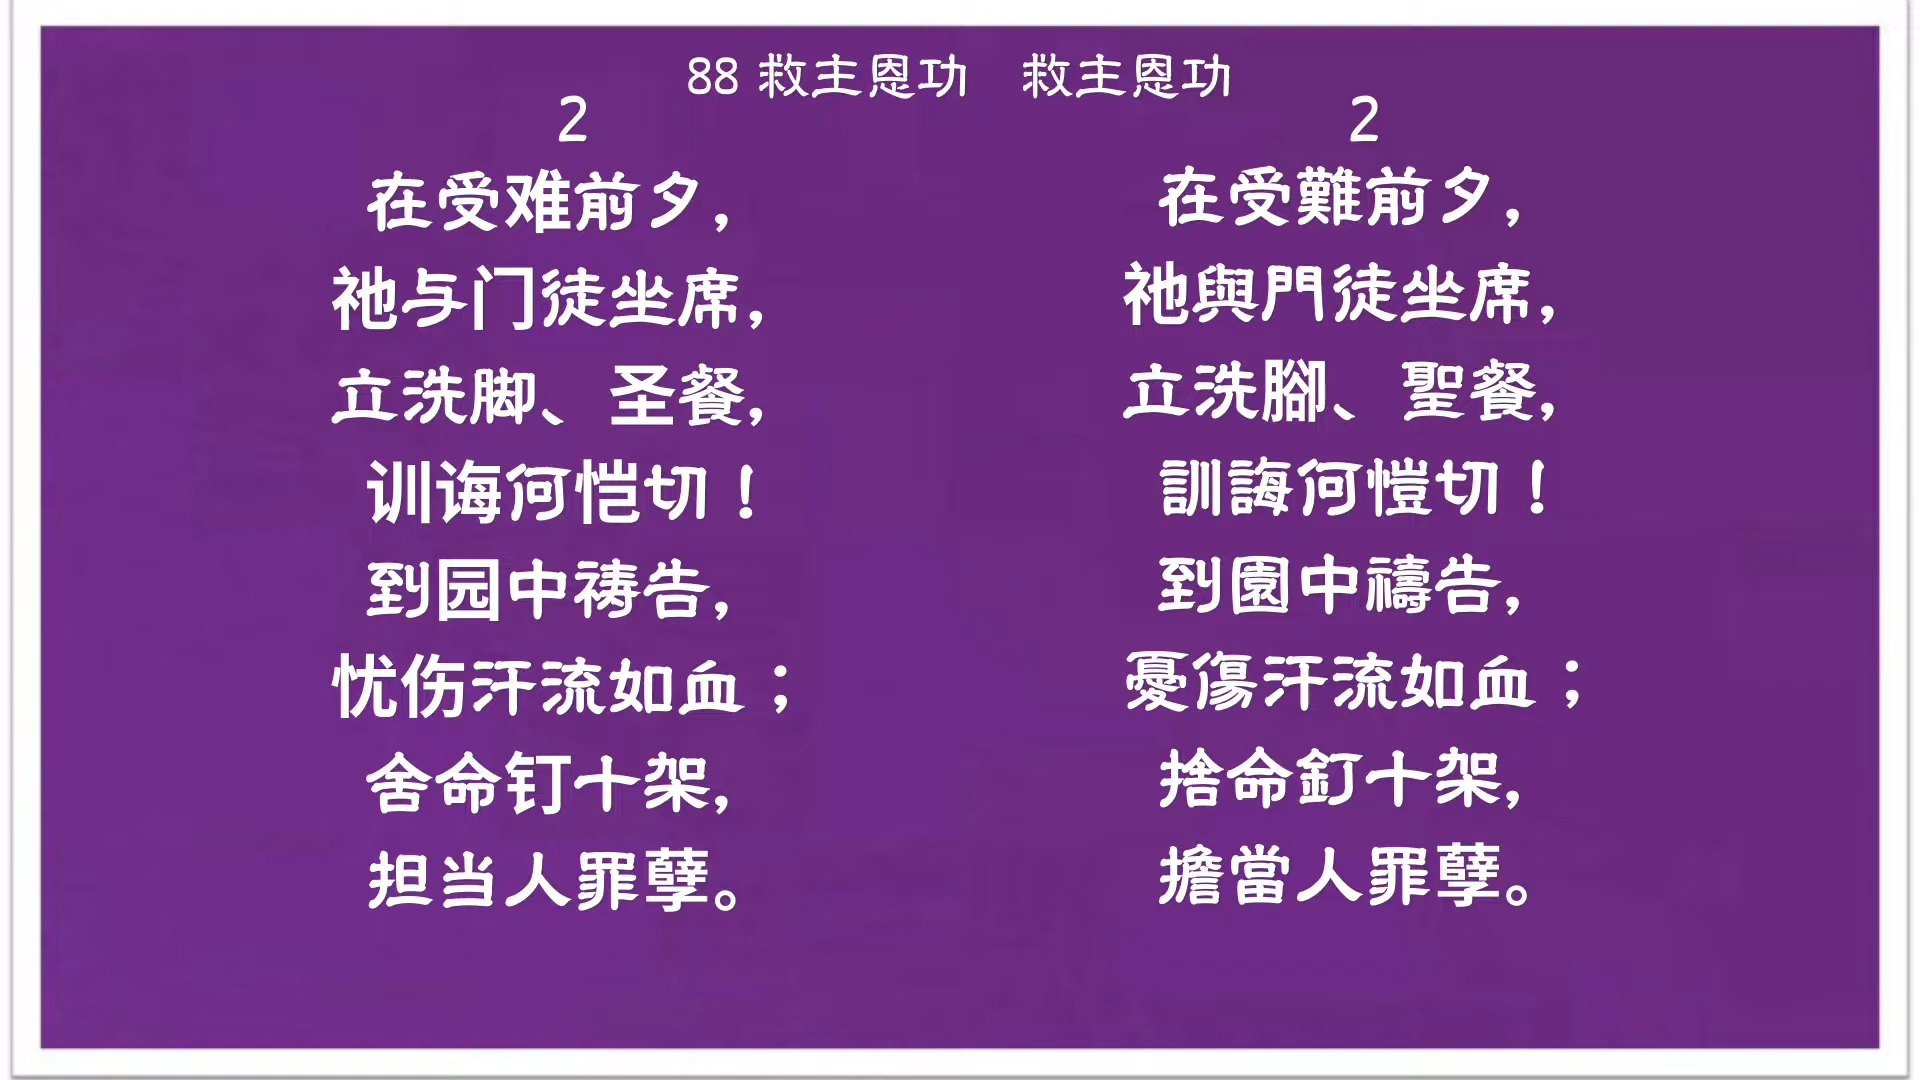 88 救主恩功　救主恩功
2
在受难前夕，
祂与门徒坐席，
立洗脚、圣餐，
训诲何恺切！
到园中祷告，
忧伤汗流如血；
舍命钉十架，
担当人罪孽。
2
在受難前夕，
祂與門徒坐席，
立洗腳、聖餐，
訓誨何愷切！
到園中禱告，
憂傷汗流如血；
捨命釘十架，
擔當人罪孽。